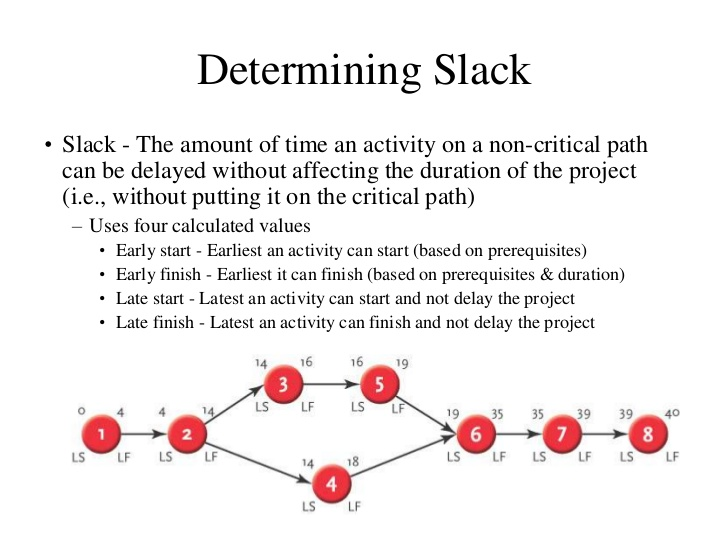 Determining Slack
• Slack - The amount of time an activity on a non-critical path
can be delayed without affecting the duration of the project
(i.e., without putting it on the critical path)
– Uses four calculated values
• Early start - Earliest an activity can start (based on prerequisites)
• Early finish - Earliest it can finish (based on prerequisites & duration)
• Late start - Latest an activity can start and not delay the project
• Late finish - Latest an activity can finish and not delay the project
14 16 16 19
3 5
LS LF LS LF
0 4 4 14 19 35 35 39 39 40
1 2 6 7 8
LS LF LS LF LS LF LS LF LS LF
14 18
4
LS LF